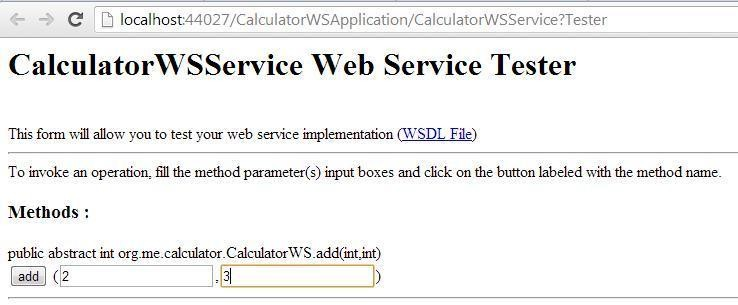 localhost:44027/CalculatorWSApplication/CalculatorWSService?Tester
CalculatorWSService Web Service Tester
This form will allow you to test your web service implementation (WSDL File)
To invoke an operation, fill the method parameter(s) input boxes and click on the button labeled with the method name.
Methods :
public abstract int org.me.calculator.CalculatorWS.add(int,int)
add (2 ,3)